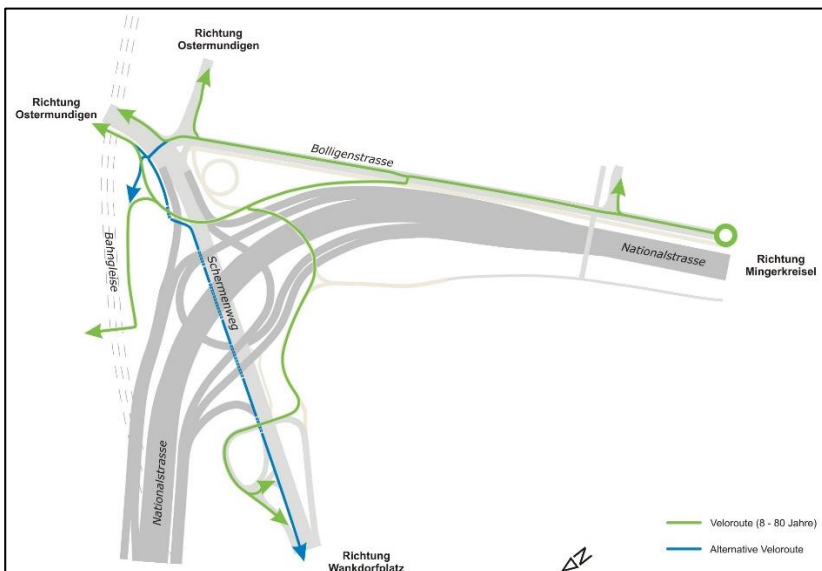 Richtung
Ostermundigen
Richtung
Ostermundigen
Bolligenstrasse
Bahngleise
Schermenweg
Nationalstrasse
Richtung
Mingerkreisel
Nationalstrasse
Veloroute (8 - 80 Jahre)
Alternative Veloroute
Richtung
Wankdorfplatz
N